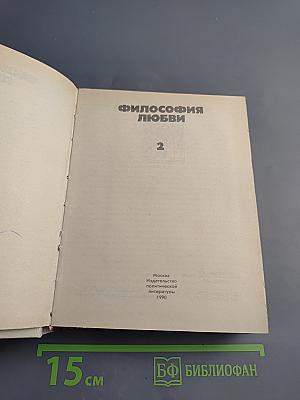 ФИЛОСОФИЯ
ЛЮБВИ
2
Москва
Издательство
политической
литературы
1990
15 см
БФ БИБЛИОФАН